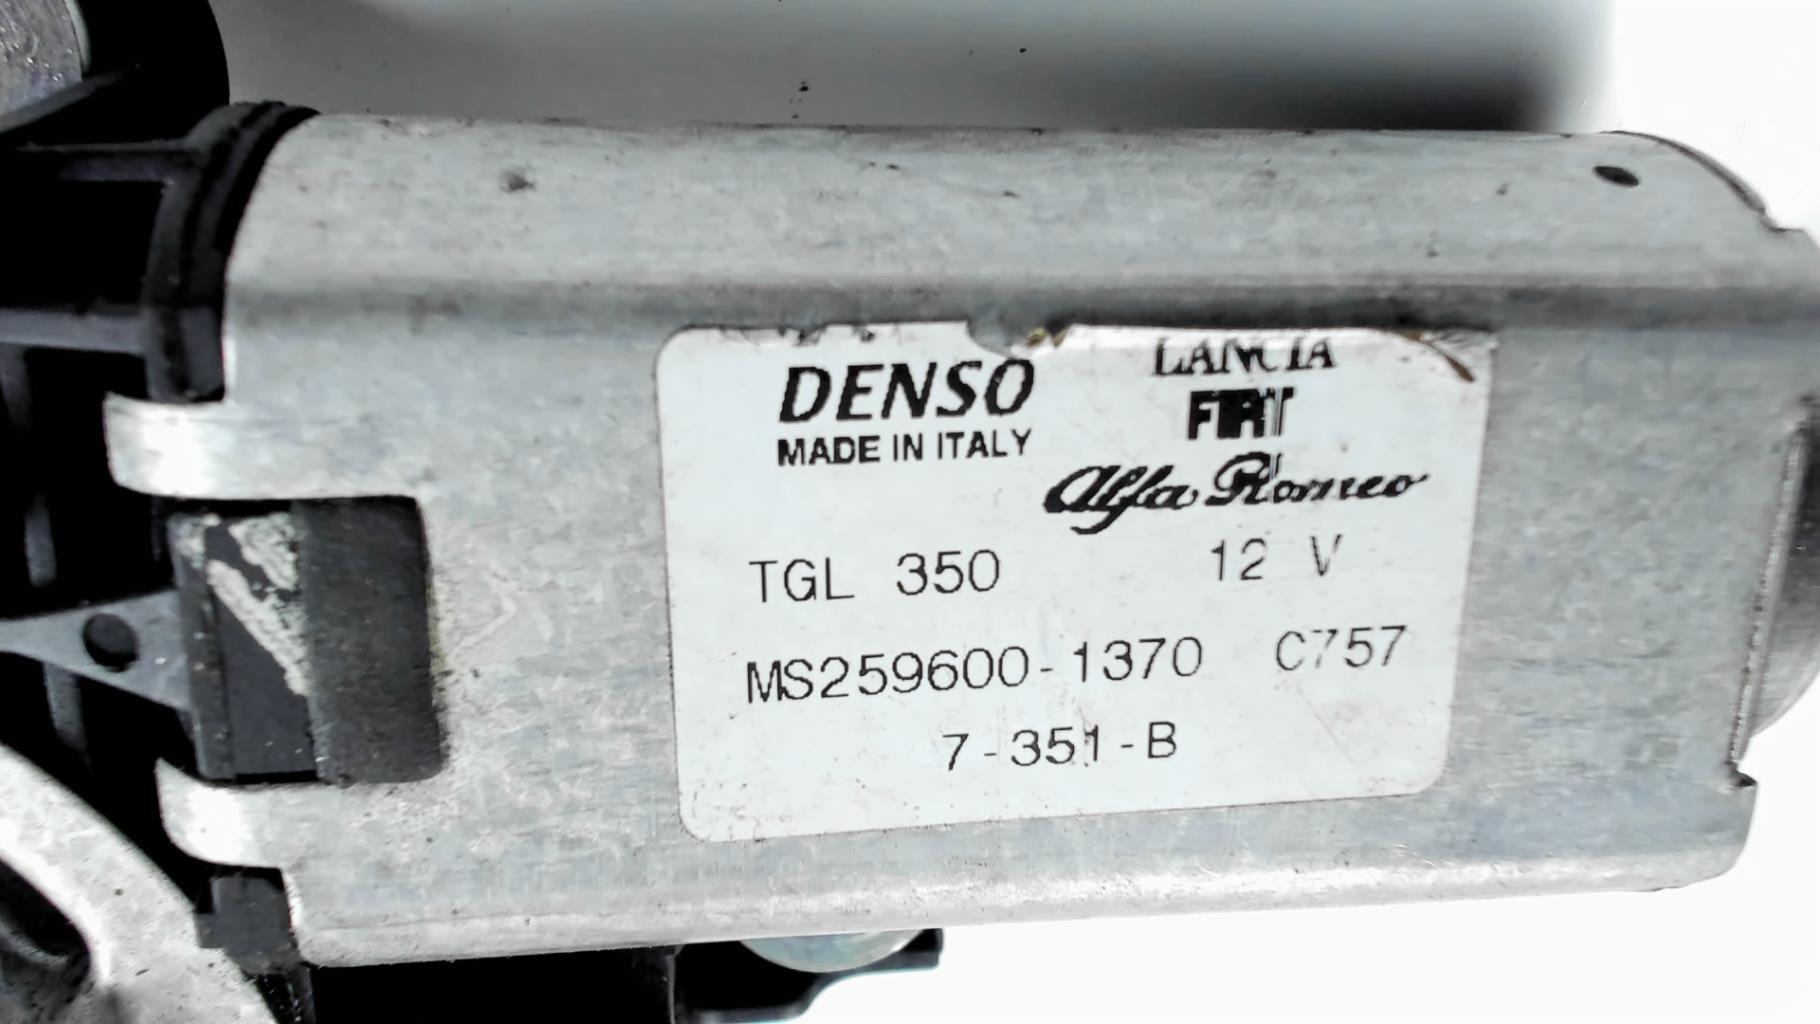 DENSO
MADE IN ITALY
LANCIA
FIAT
Alfa Romeo
TGL 350 12 V
MS259600-1370 C757
7-351-B